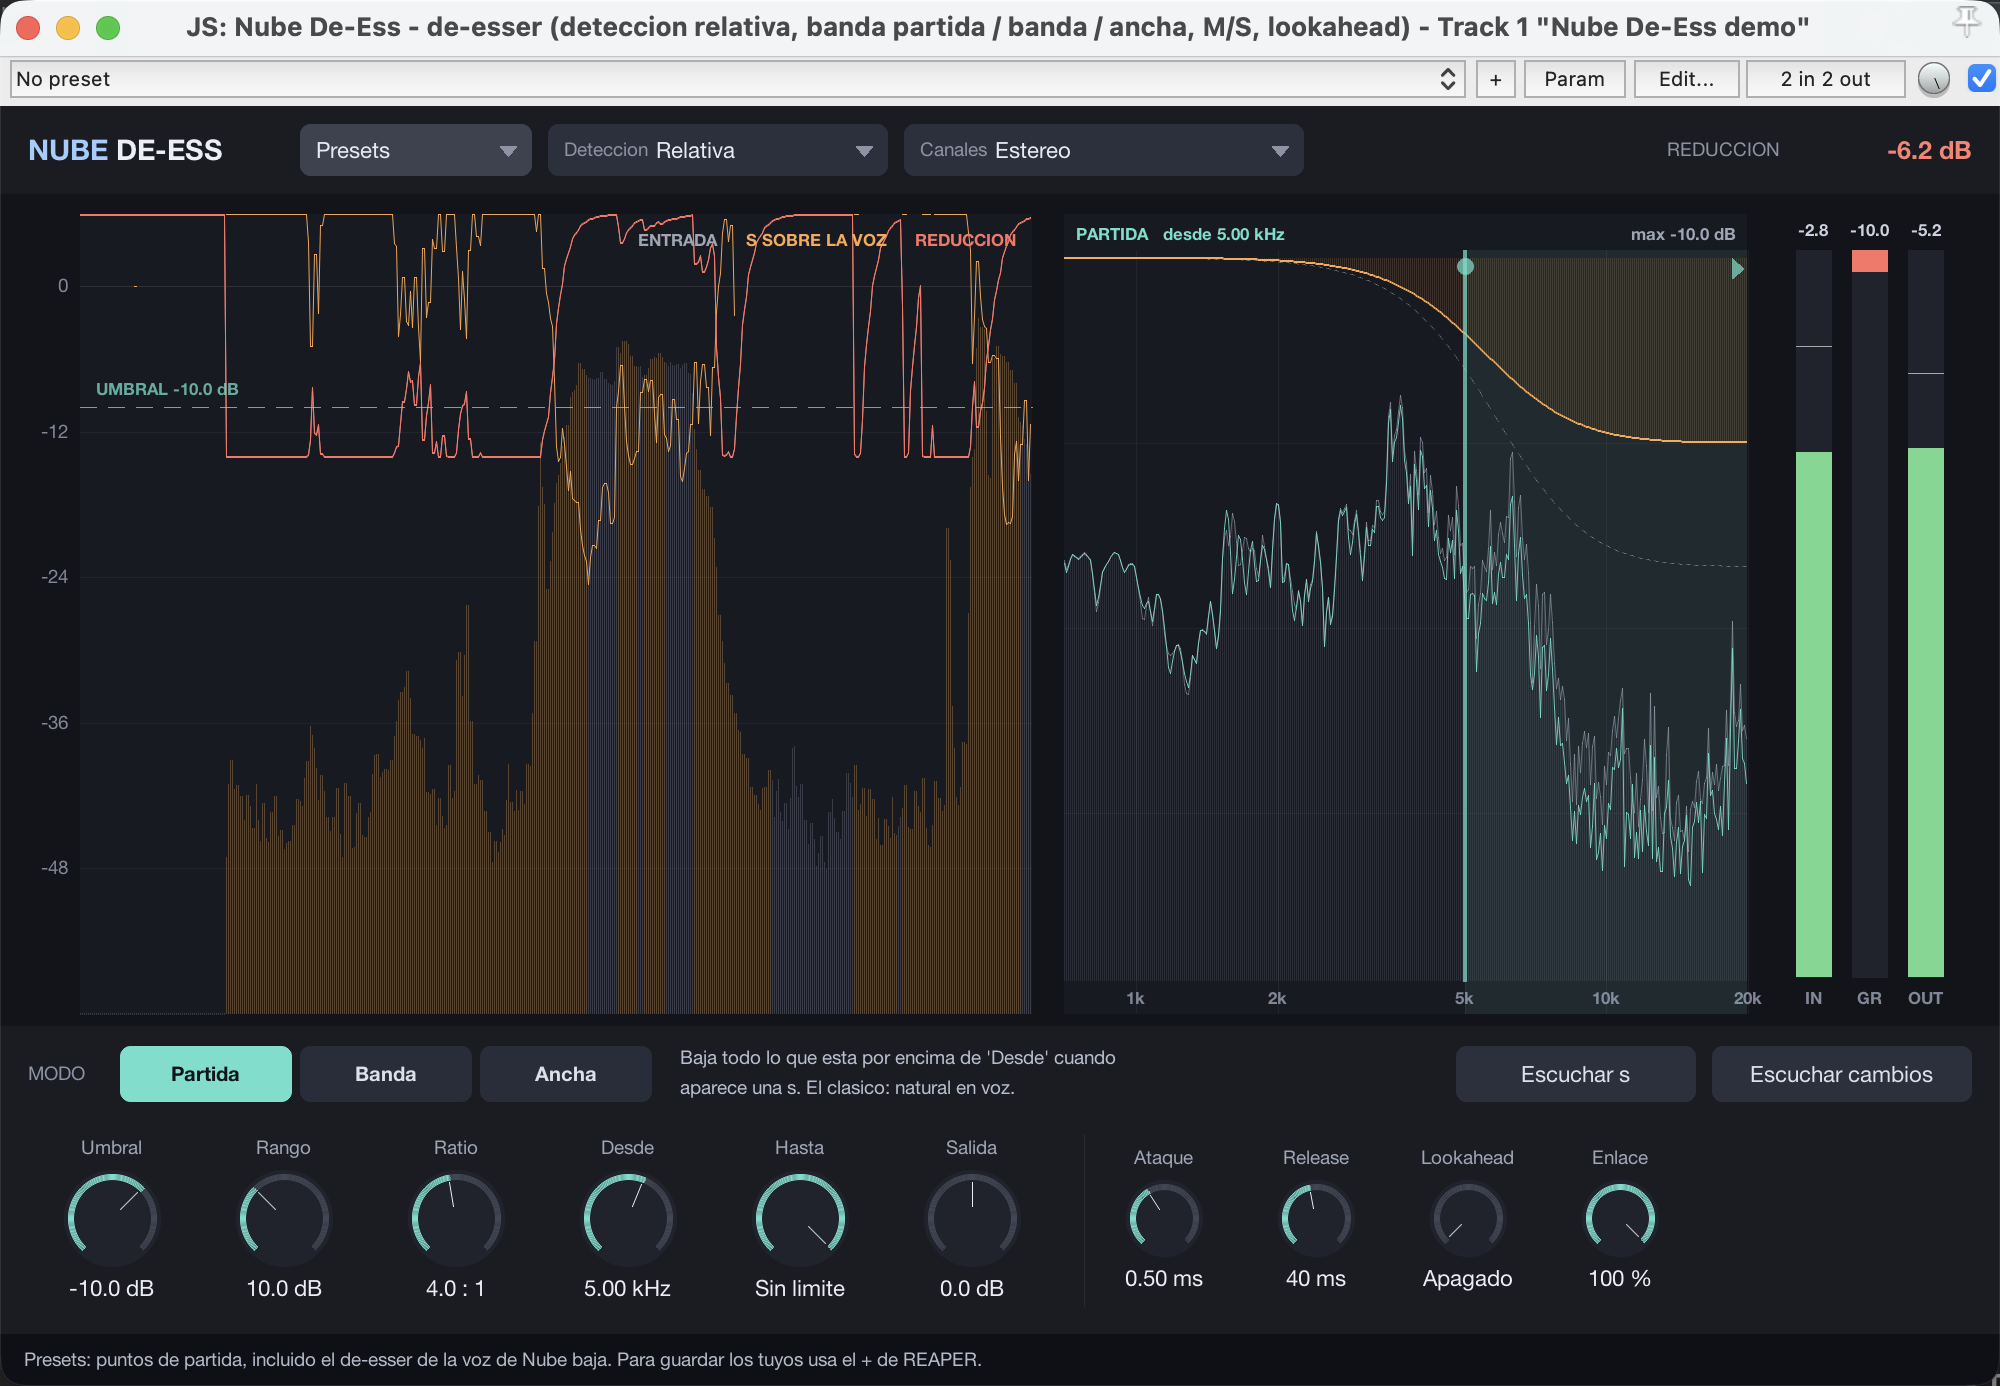 JS: Nube De-Ess - de-esser (deteccion relativa, banda partida / banda / ancha, M/S, lookahead) - Track 1 "Nube De-Ess demo"
No preset
+
Param
Edit...
2 in 2 out
NUBE DE-ESS
Presets
Deteccion Relativa
Canales Estereo
REDUCCION
-6.2 dB
ENTRADA
S SOBRE LA VOZ
REDUCCION
0
UMBRAL -10.0 dB
-12
-24
-36
-48
PARTIDA desde 5.00 kHz
max -10.0 dB
1k
2k
5k
10k
20k
-2.8
-10.0
-5.2
IN
GR
OUT
MODO
Partida
Banda
Ancha
Baja todo lo que esta por encima de 'Desde' cuando
aparece una s. El clasico: natural en voz.
Escuchar s
Escuchar cambios
Umbral
Rango
Ratio
Desde
Hasta
Salida
Ataque
Release
Lookahead
Enlace
-10.0 dB
10.0 dB
4.0 : 1
5.00 kHz
Sin limite
0.0 dB
0.50 ms
40 ms
Apagado
100 %
Presets: puntos de partida, incluido el de-esser de la voz de Nube baja. Para guardar los tuyos usa el + de REAPER.